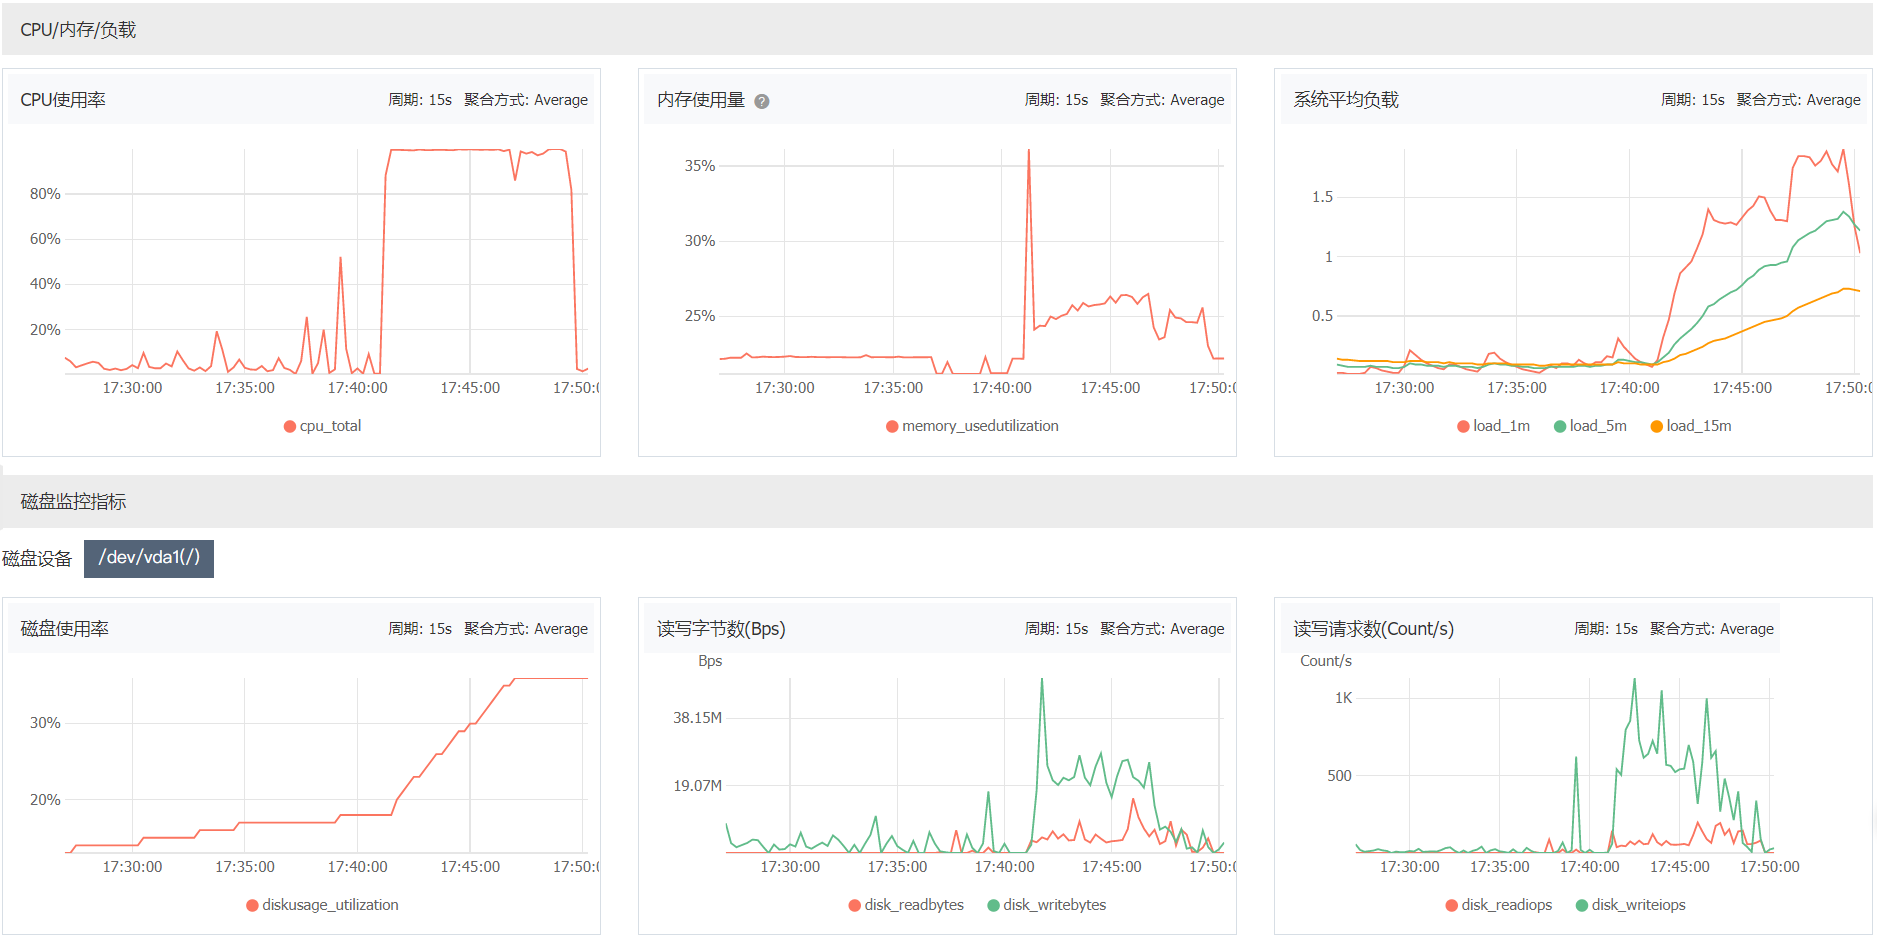 CPU/内存/负载
CPU使用率 周期: 15s 聚合方式: Average
80%
60%
40%
20%
17:30:00 17:35:00 17:40:00 17:45:00 17:50:0
cpu_total
内存使用量 ? 周期: 15s 聚合方式: Average
35%
30%
25%
17:30:00 17:35:00 17:40:00 17:45:00 17:50:0
memory_usedutilization
系统平均负载 周期: 15s 聚合方式: Average
1.5
1
0.5
17:30:00 17:35:00 17:40:00 17:45:00 17:50:0
load_1m load_5m load_15m
磁盘监控指标
磁盘设备 /dev/vda1(/)
磁盘使用率 周期: 15s 聚合方式: Average
30%
20%
17:30:00 17:35:00 17:40:00 17:45:00 17:50:0
diskusage_utilization
读写字节数(Bps) 周期: 15s 聚合方式: Average
Bps
38.15M
19.07M
17:30:00 17:35:00 17:40:00 17:45:00 17:50:0
disk_readbytes disk_writebytes
读写请求数(Count/s) 周期: 15s 聚合方式: Average
Count/s
1K
500
17:30:00 17:35:00 17:40:00 17:45:00 17:50:00
disk_readiops disk_writeiops